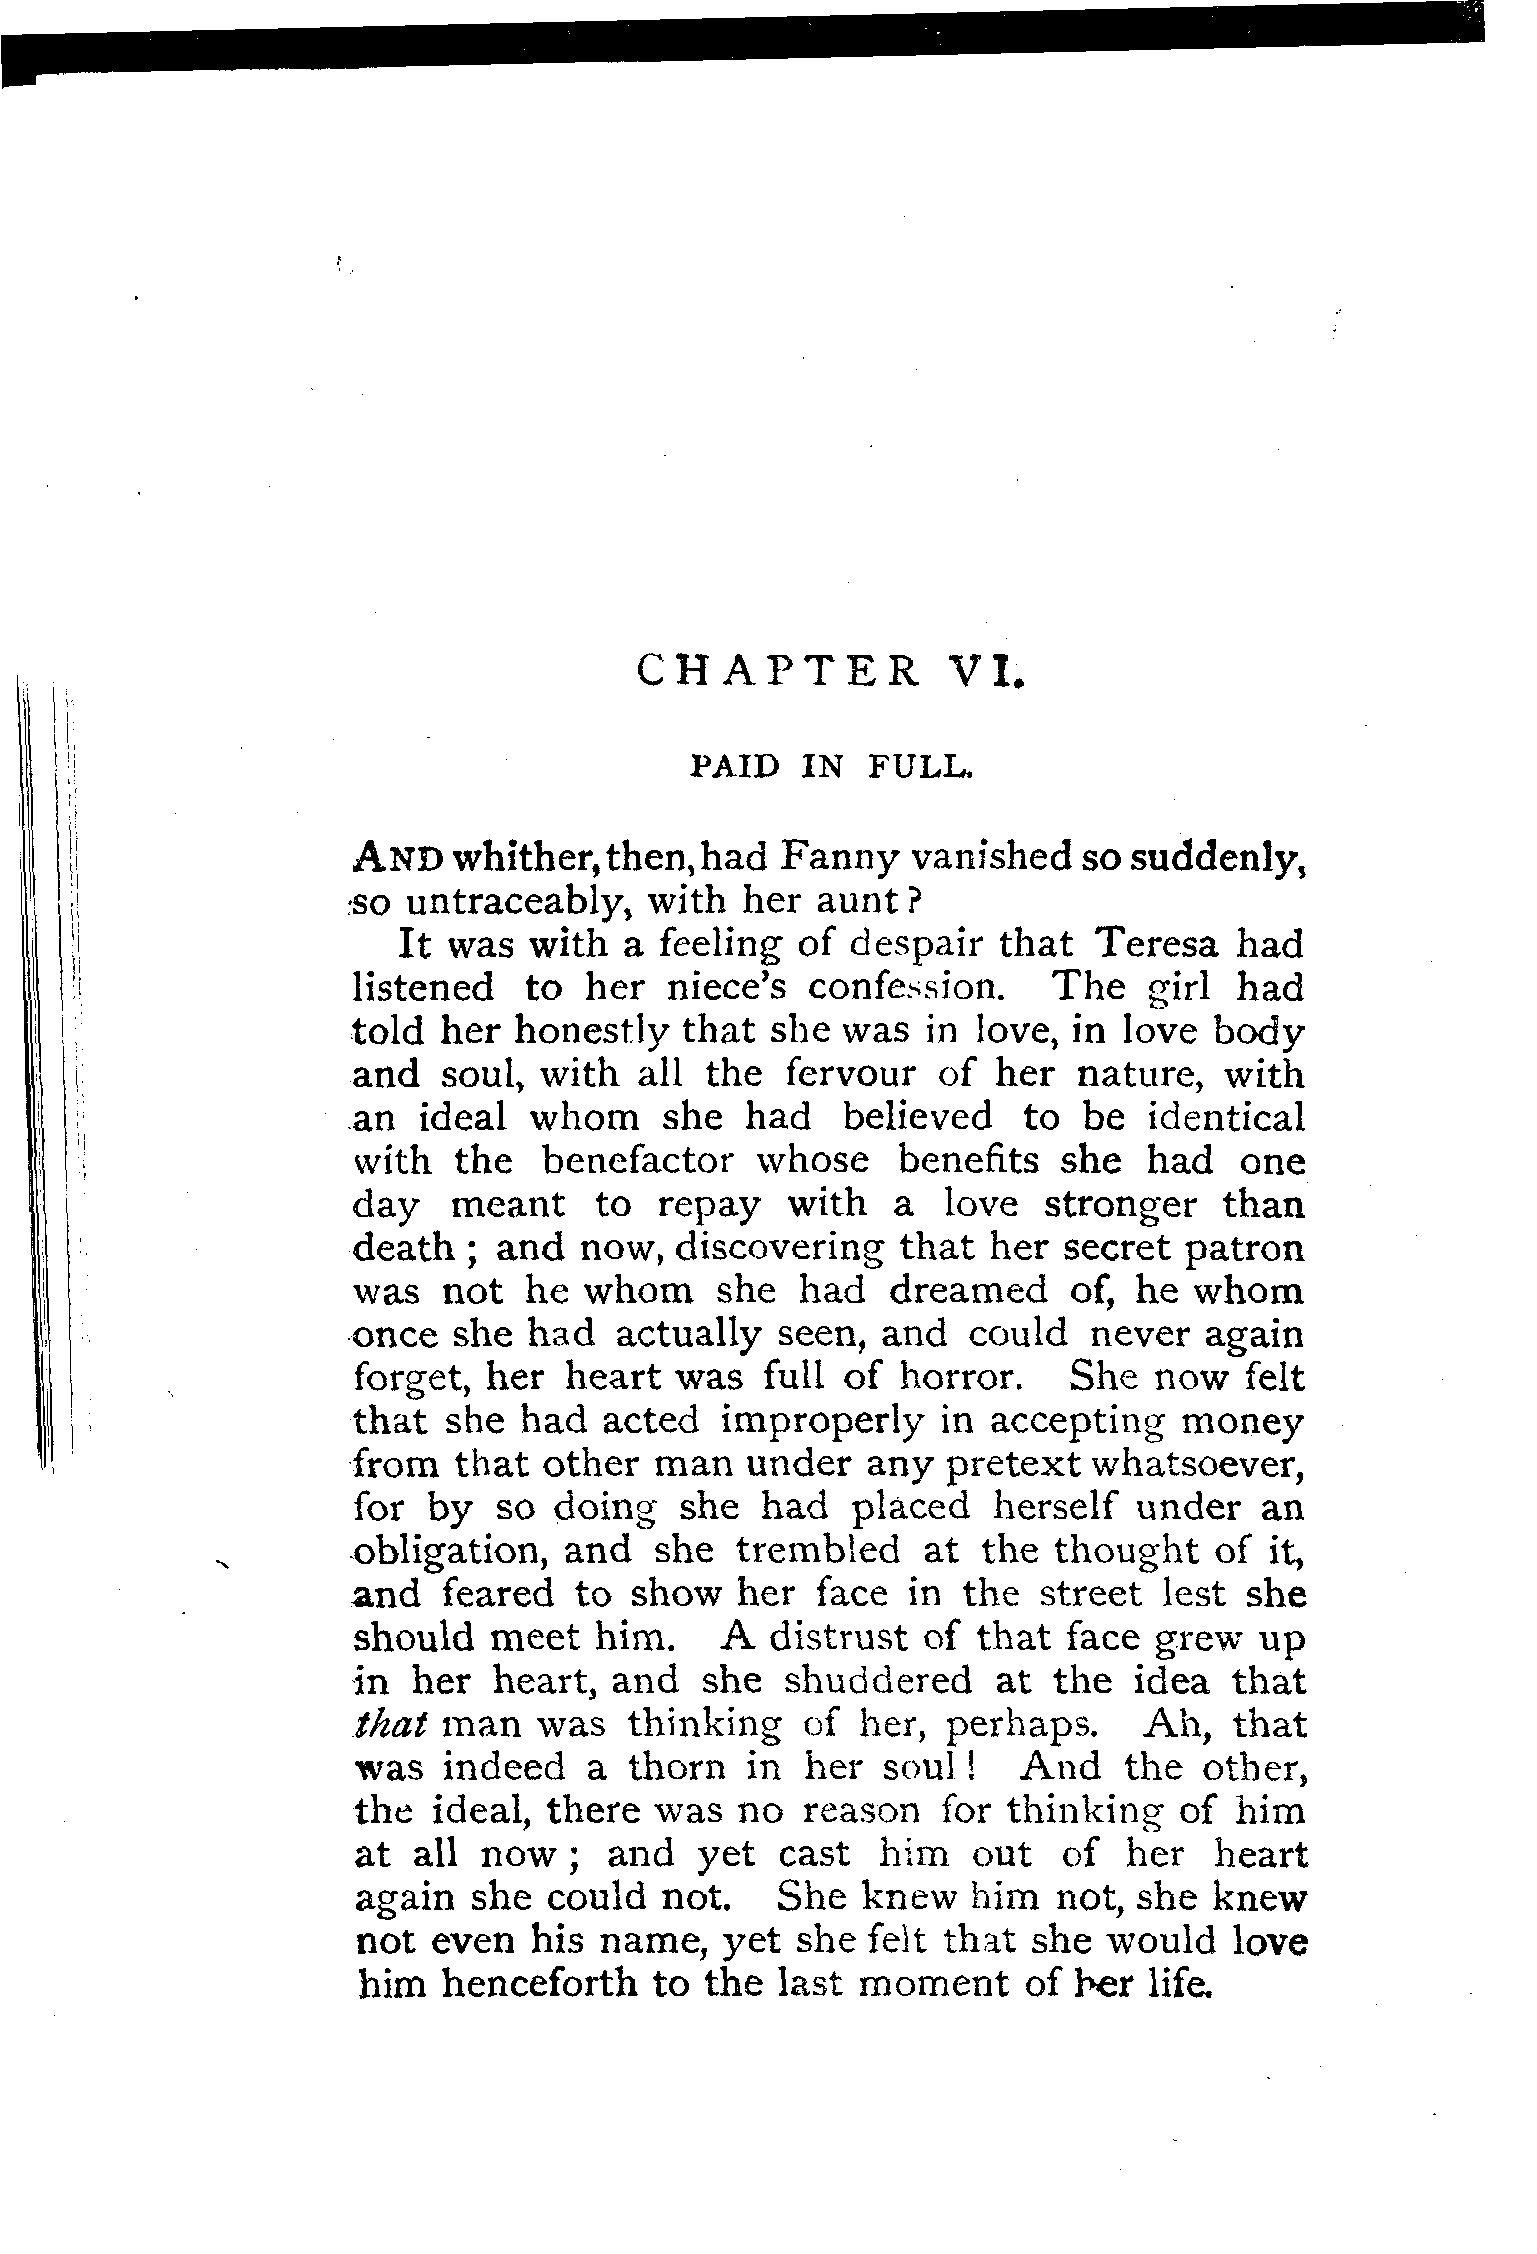 CHAPTER VI.
PAID IN FULL.
AND whither, then, had Fanny vanished so suddenly,
so untraceably, with her aunt?
It was with a feeling of despair that Teresa had
listened to her niece's confession. The girl had
told her honestly that she was in love, in love body
and soul, with all the fervour of her nature, with
an ideal whom she had believed to be identical
with the benefactor whose benefits she had one
day meant to repay with a love stronger than
death ; and now, discovering that her secret patron
was not he whom she had dreamed of, he whom
once she had actually seen, and could never again
forget, her heart was full of horror. She now felt
that she had acted improperly in accepting money
from that other man under any pretext whatsoever,
for by so doing she had placed herself under an
obligation, and she trembled at the thought of it,
and feared to show her face in the street lest she
should meet him. A distrust of that face grew up
in her heart, and she shuddered at the idea that
that man was thinking of her, perhaps. Ah, that
was indeed a thorn in her soul! And the other,
the ideal, there was no reason for thinking of him
at all now ; and yet cast him out of her heart
again she could not. She knew him not, she knew
not even his name, yet she felt that she would love
him henceforth to the last moment of her life.